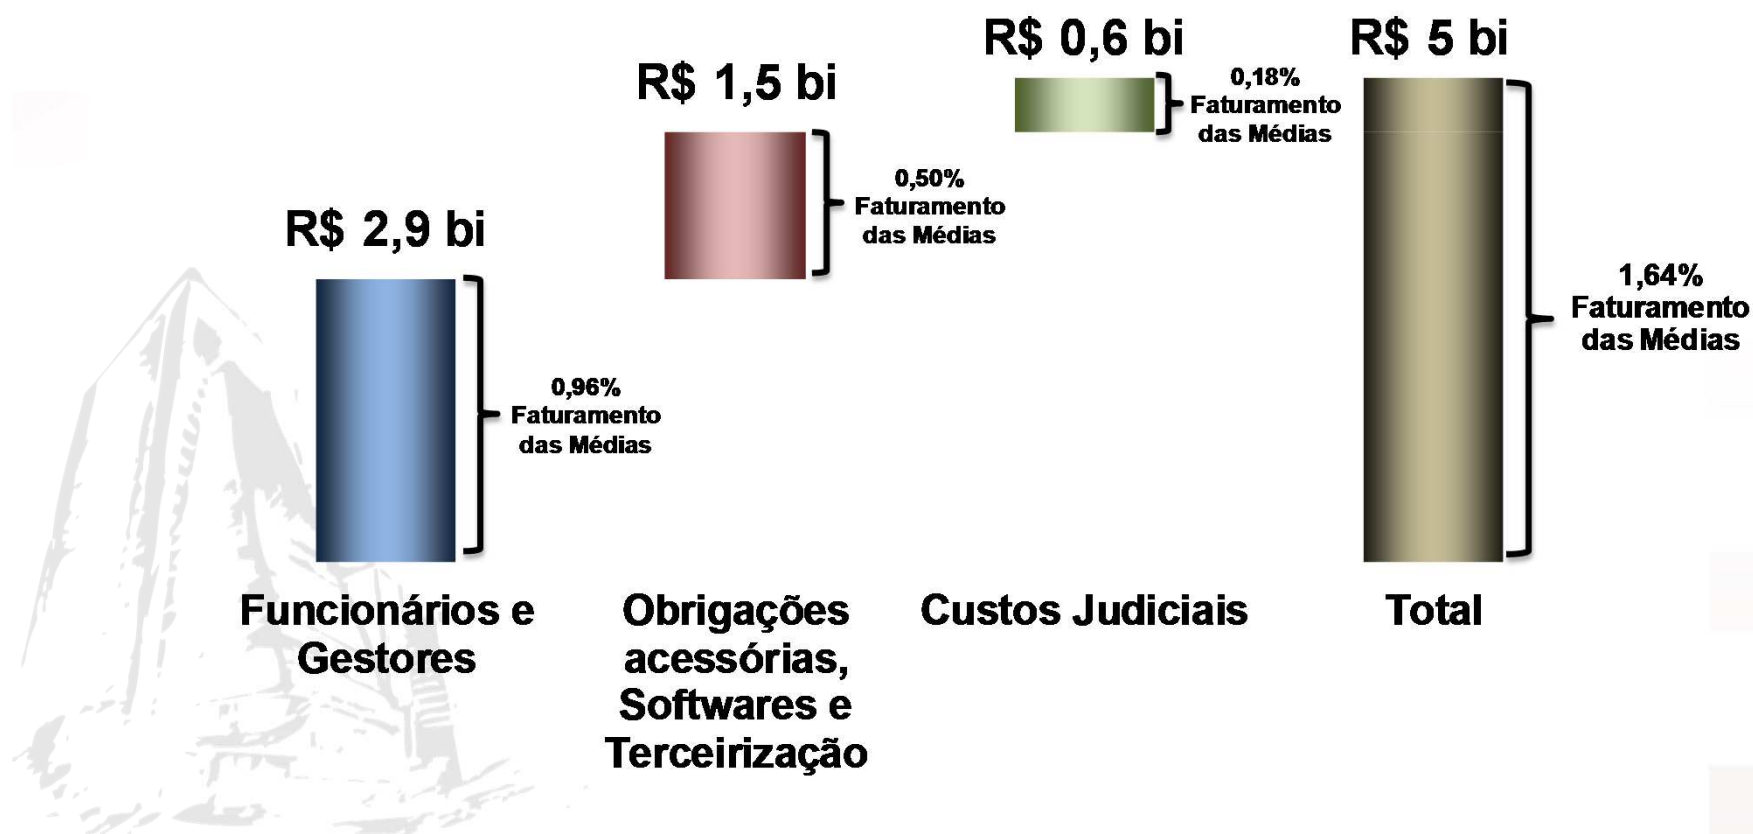 R$ 2,9 bi
0,96%
Faturamento
das Médias
Funcionários e
Gestores
R$ 1,5 bi
0,50%
Faturamento
das Médias
Obrigações
acessórias,
Softwares e
Terceirização
R$ 0,6 bi
0,18%
Faturamento
das Médias
Custos Judiciais
R$ 5 bi
1,64%
Faturamento
das Médias
Total